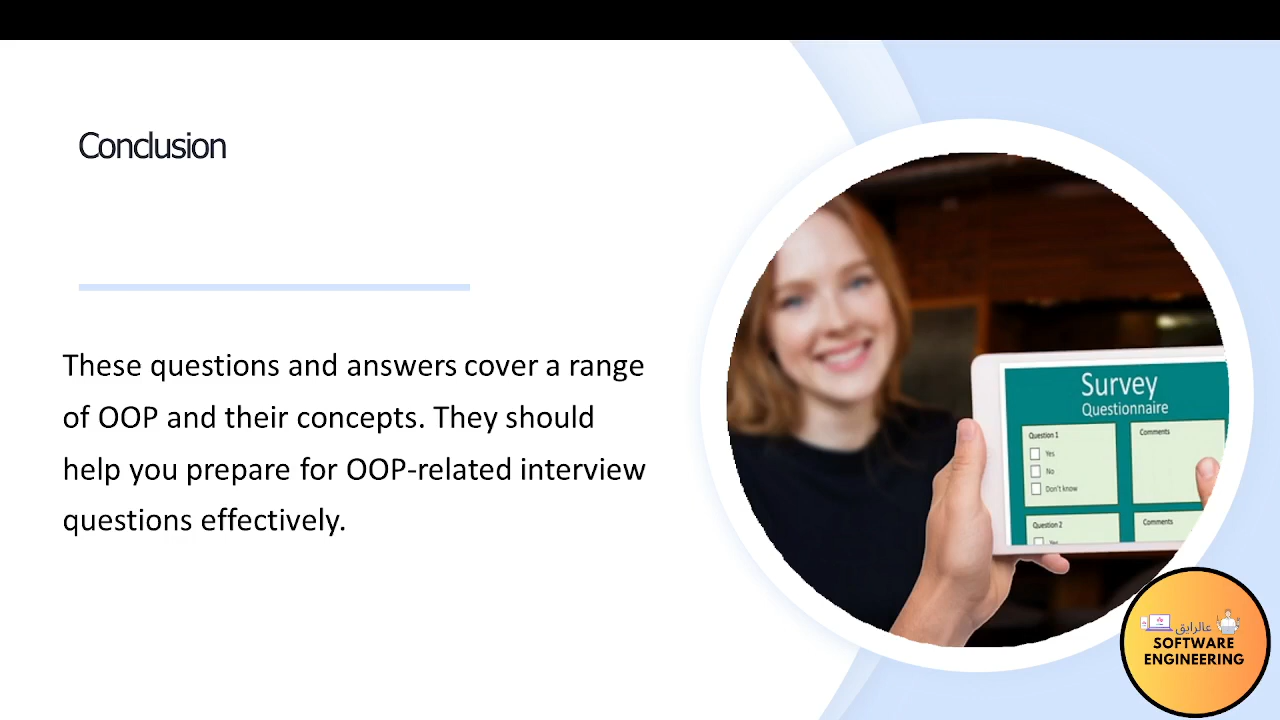 Conclusion
These questions and answers cover a range
of OOP and their concepts. They should
help you prepare for OOP-related interview
questions effectively.
Survey
Questionnaire
Question 1
Yes
No
Don't know
Comments
Question 2
Yes
Comments
عالرايق
SOFTWARE
ENGINEERING